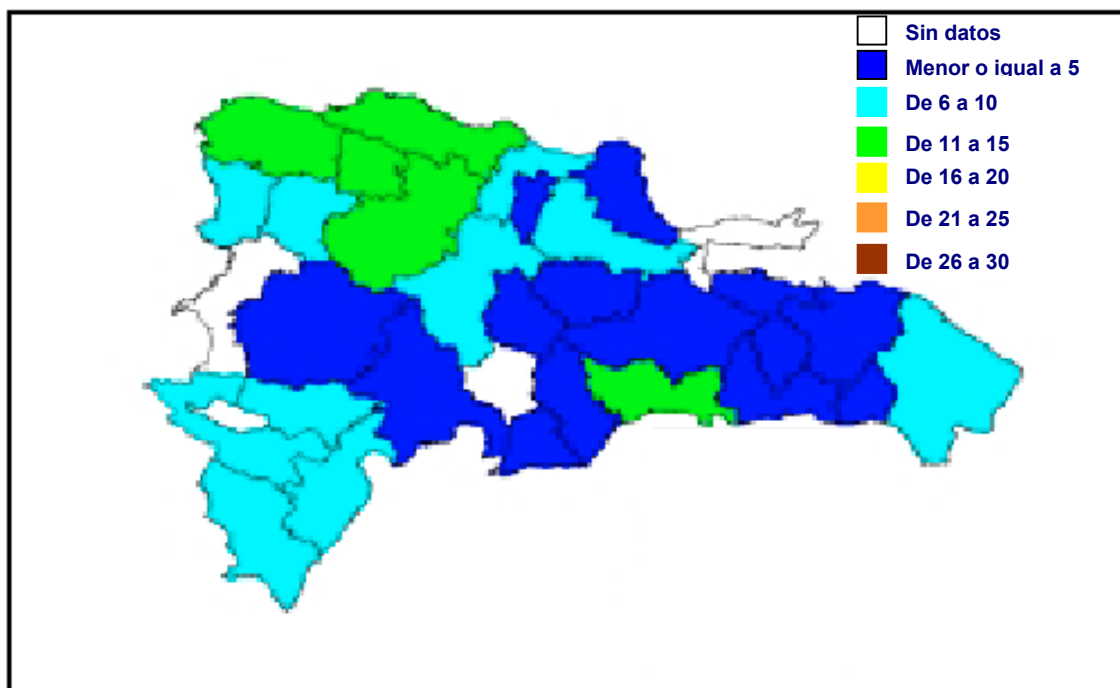 Sin datos
Menor o igual a 5
De 6 a 10
De 11 a 15
De 16 a 20
De 21 a 25
De 26 a 30